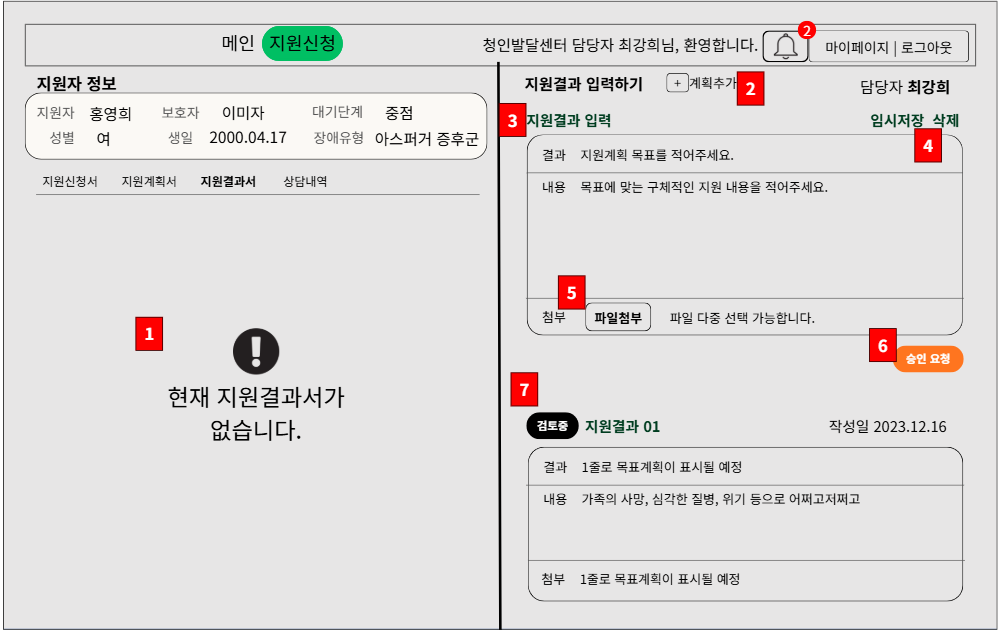 메인 지원신청 청인발달센터 담당자 최강희님, 환영합니다. 2 마이페이지 | 로그아웃
지원자 정보
지원자 홍영희 보호자 이미자 대기단계 중점
성별 여 생일 2000.04.17 장애유형 아스퍼거 증후군
지원신청서 지원계획서 지원결과서 상담내역
1
!
현재 지원결과서가
없습니다.
지원결과 입력하기 + 계획추가 2 담당자 최강희
3 지원결과 입력 임시저장 삭제
4
결과 지원계획 목표를 적어주세요.
내용 목표에 맞는 구체적인 지원 내용을 적어주세요.
5
첨부 파일첨부 파일 다중 선택 가능합니다.
6 승인 요청
7
검토중 지원결과 01 작성일 2023.12.16
결과 1줄로 목표계획이 표시될 예정
내용 가족의 사망, 심각한 질병, 위기 등으로 어쩌고저쩌고
첨부 1줄로 목표계획이 표시될 예정